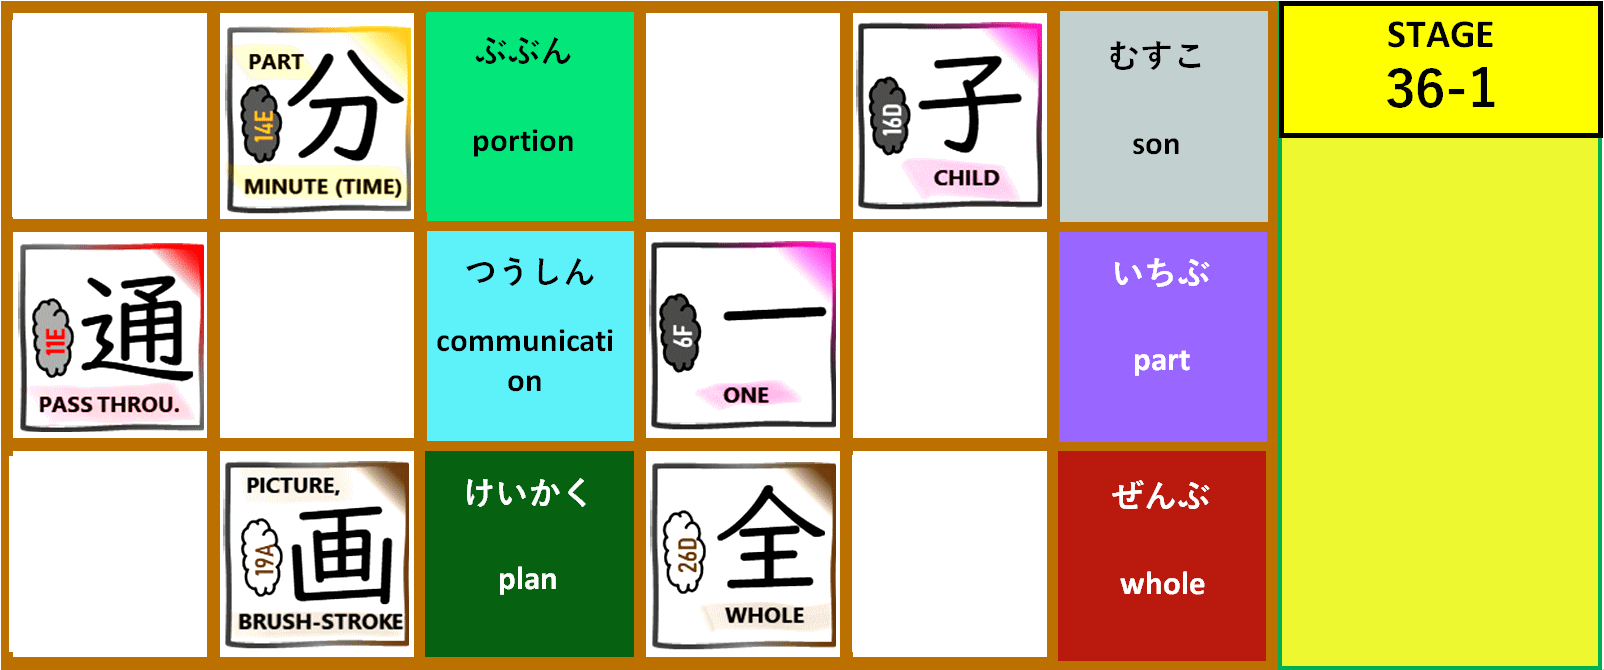 PART
14E
分
MINUTE (TIME)
ぶぶん
portion
16D
子
CHILD
むすこ
son
STAGE
36-1
11E
通
PASS THROU.
つうしん
communicati
on
6F
一
ONE
いちぶ
part
PICTURE,
19A
画
BRUSH-STROKE
けいかく
plan
26D
全
WHOLE
ぜんぶ
whole